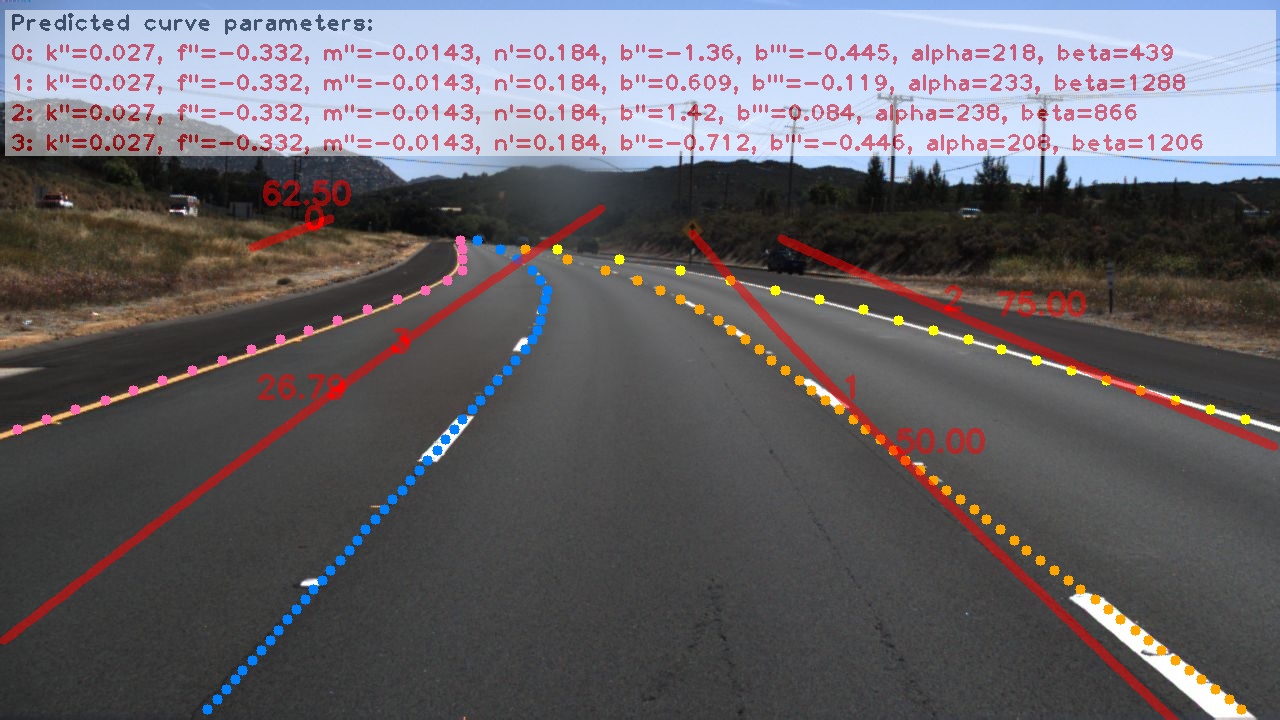 Predicted curve parameters:
0: k''=0.027, f''=-0.332, m''=-0.0143, n'=0.184, b''=-1.36, b'''=-0.445, alpha=218, beta=439
1: k''=0.027, f''=-0.332, m''=-0.0143, n'=0.184, b''=0.609, b'''=-0.119, alpha=233, beta=1288
2: k''=0.027, f''=-0.332, m''=-0.0143, n'=0.184, b''=1.42, b'''=0.084, alpha=238, beta=866
3: k''=0.027, f''=-0.332, m''=-0.0143, n'=0.184, b''=-0.712, b'''=-0.446, alpha=208, beta=1206
62.50
0
2
75.00
3
26.79
1
50.00